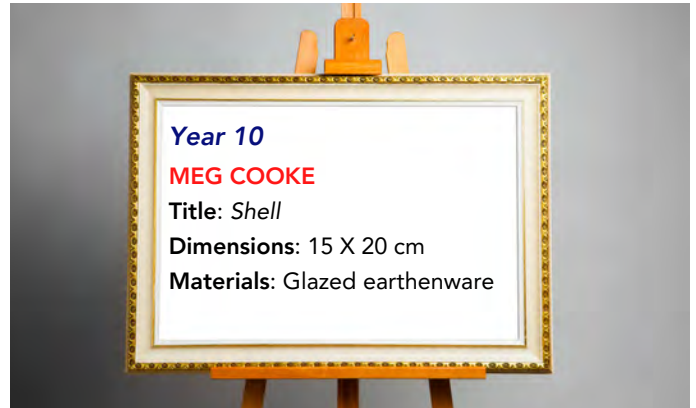 Year 10
MEG COOKE
Title: Shell
Dimensions: 15 X 20 cm
Materials: Glazed earthenware